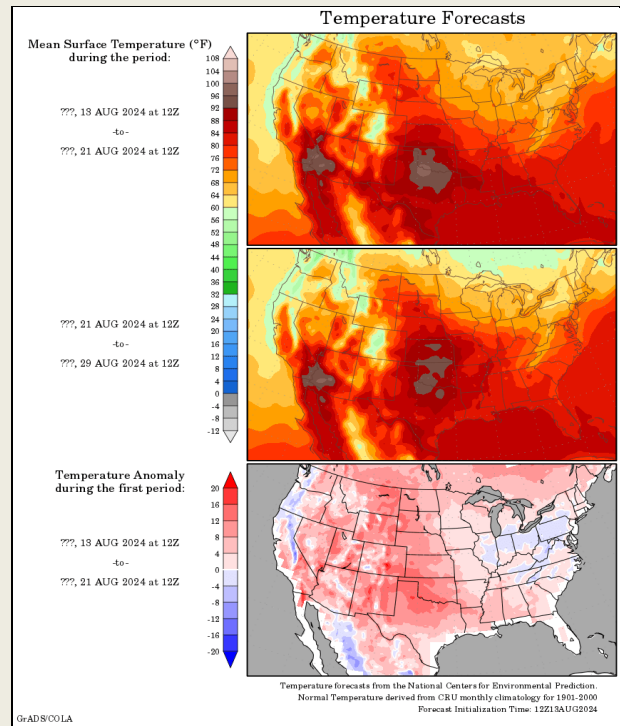 Temperature Forecasts
Mean Surface Temperature (°F)
during the period:
???, 13 AUG 2024 at 12Z
-to-
???, 21 AUG 2024 at 12Z
108
104
100
96
92
88
84
80
76
72
68
64
60
56
52
48
44
40
36
32
28
24
20
16
12
8
4
0
-4
-8
-12
???, 21 AUG 2024 at 12Z
-to-
???, 29 AUG 2024 at 12Z
Temperature Anomaly
during the first period:
???, 13 AUG 2024 at 12Z
-to-
???, 21 AUG 2024 at 12Z
20
16
12
8
4
0
-4
-8
-12
-16
-20
Temperature forecasts from the National Centers for Environmental Prediction.
Normal Temperature derived from CRU monthly climatology for 1901-2000
Forecast Initialization Time: 12Z13AUG2024
GrADS/COLA